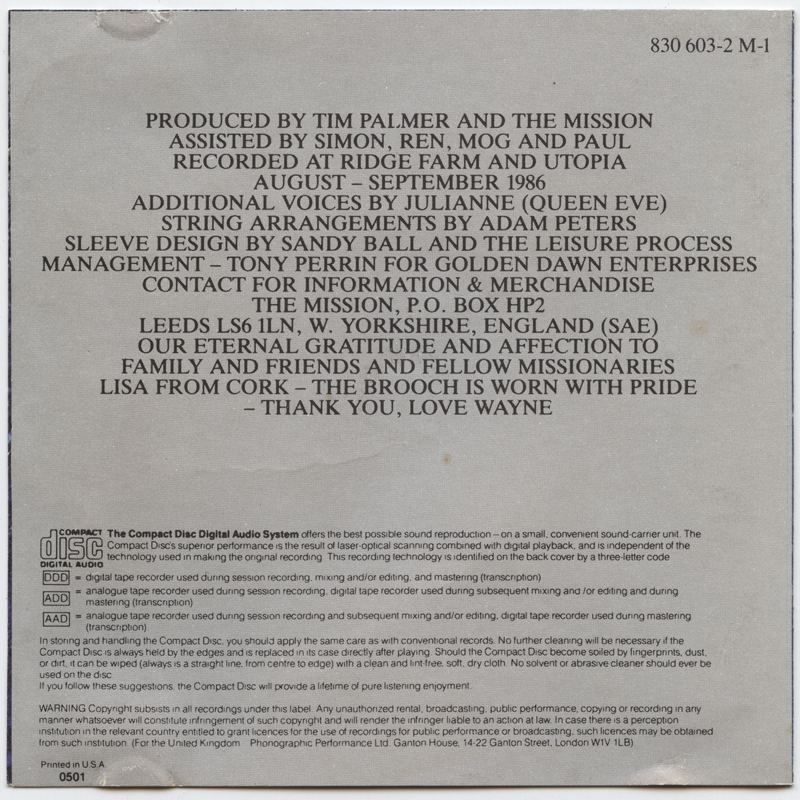 830 603-2 M-1
PRODUCED BY TIM PALMER AND THE MISSION
ASSISTED BY SIMON, REN, MOG AND PAUL
RECORDED AT RIDGE FARM AND UTOPIA
AUGUST – SEPTEMBER 1986
ADDITIONAL VOICES BY JULIANNE (QUEEN EVE)
STRING ARRANGEMENTS BY ADAM PETERS
SLEEVE DESIGN BY SANDY BALL AND THE LEISURE PROCESS
MANAGEMENT – TONY PERRIN FOR GOLDEN DAWN ENTERPRISES
CONTACT FOR INFORMATION & MERCHANDISE
THE MISSION, P.O. BOX HP2
LEEDS LS6 1LN, W. YORKSHIRE, ENGLAND (SAE)
OUR ETERNAL GRATITUDE AND AFFECTION TO
FAMILY AND FRIENDS AND FELLOW MISSIONARIES
LISA FROM CORK – THE BROOCH IS WORN WITH PRIDE
– THANK YOU, LOVE WAYNE
COMPACT disc DIGITAL AUDIO
The Compact Disc Digital Audio System offers the best possible sound reproduction – on a small, convenient sound-carrier unit. The
Compact Disc's superior performance is the result of laser-optical scanning combined with digital playback, and is independent of the
technology used in making the original recording. This recording technology is identified on the back cover by a three-letter code
DDD = digital tape recorder used during session recording, mixing and/or editing, and mastering (transcription)
ADD = analogue tape recorder used during session recording; digital tape recorder used during subsequent mixing and /or editing and during
mastering (transcription)
AAD = analogue tape recorder used during session recording and subsequent mixing and/or editing, digital tape recorder used during mastering
(transcription)
In storing and handling the Compact Disc, you should apply the same care as with conventional records. No further cleaning will be necessary if the
Compact Disc is always held by the edges and is replaced in its case directly after playing. Should the Compact Disc become soiled by fingerprints, dust,
or dirt, it can be wiped (always is a straight line, from centre to edge) with a clean and lint-free, soft, dry cloth. No solvent or abrasive cleaner should ever be
used on the disc
If you follow these suggestions, the Compact Disc will provide a lifetime of pure listening enjoyment.
WARNING Copyright subsists in all recordings under this label. Any unauthorized rental, broadcasting, public performance, copying or recording in any
manner whatsoever will constitute infringement of such copyright and will render the infringer liable to an action at law. In case there is a perception
institution in the relevant country entitled to grant licences for the use of recordings for public performance or broadcasting, such licences may be obtained
from such institution. (For the United Kingdom Phonographic Performance Ltd. Ganton House, 14-22 Ganton Street, London W1V 1LB)
Printed in U.S.A.
0501